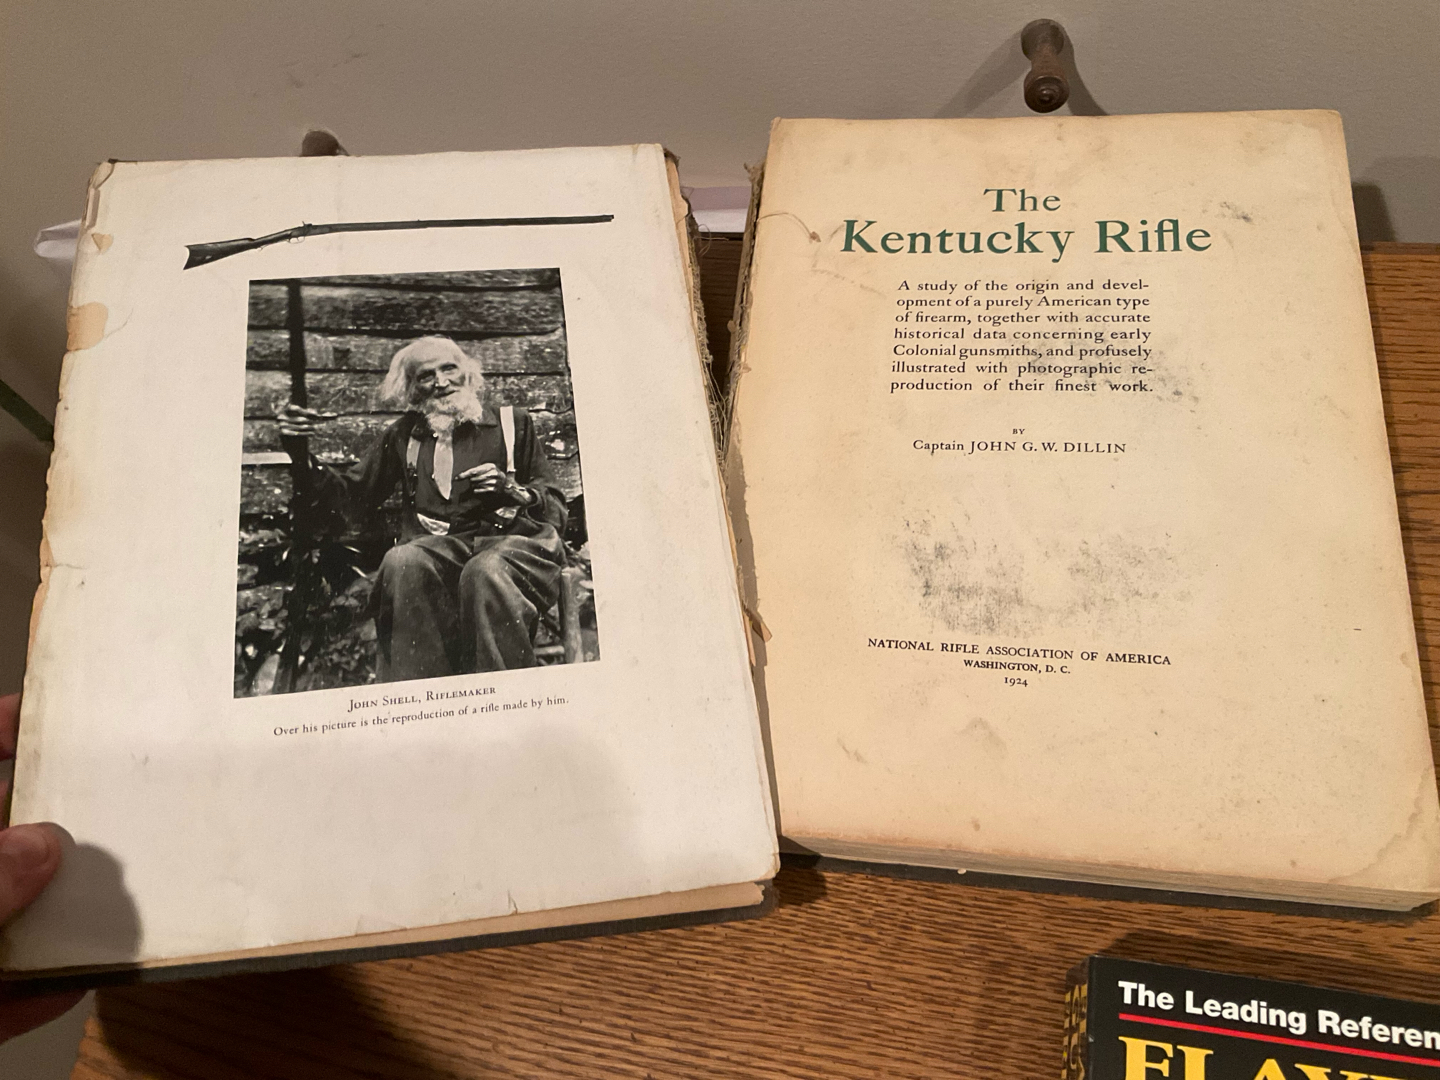 John Shell, Riflemaker
Over his picture is the reproduction of a rifle made by him.
The
Kentucky Rifle
A study of the origin and devel-
opment of a purely American type
of firearm, together with accurate
historical data concerning early
Colonial gunsmiths, and profusely
illustrated with photographic re-
production of their finest work.
BY
Captain JOHN G. W. DILLIN
NATIONAL RIFLE ASSOCIATION OF AMERICA
WASHINGTON, D. C.
1924
The Leading Referen